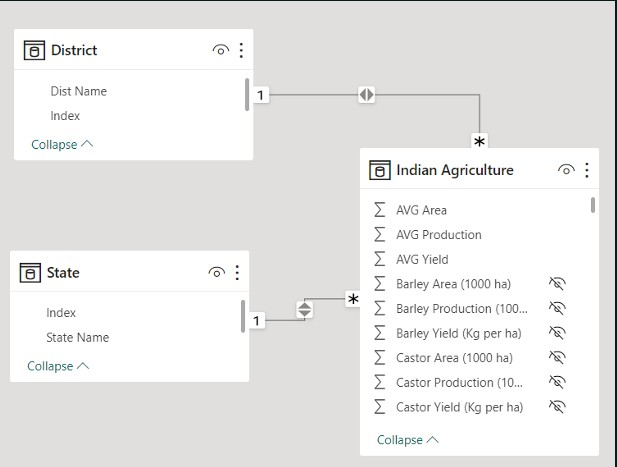 District
Dist Name
Index
Collapse
1
*
Indian Agriculture
AVG Area
AVG Production
AVG Yield
Barley Area (1000 ha)
Barley Production (100...
Barley Yield (Kg per ha)
Castor Area (1000 ha)
Castor Production (10...
Castor Yield (Kg per ha)
Collapse
State
Index
State Name
Collapse
1
*